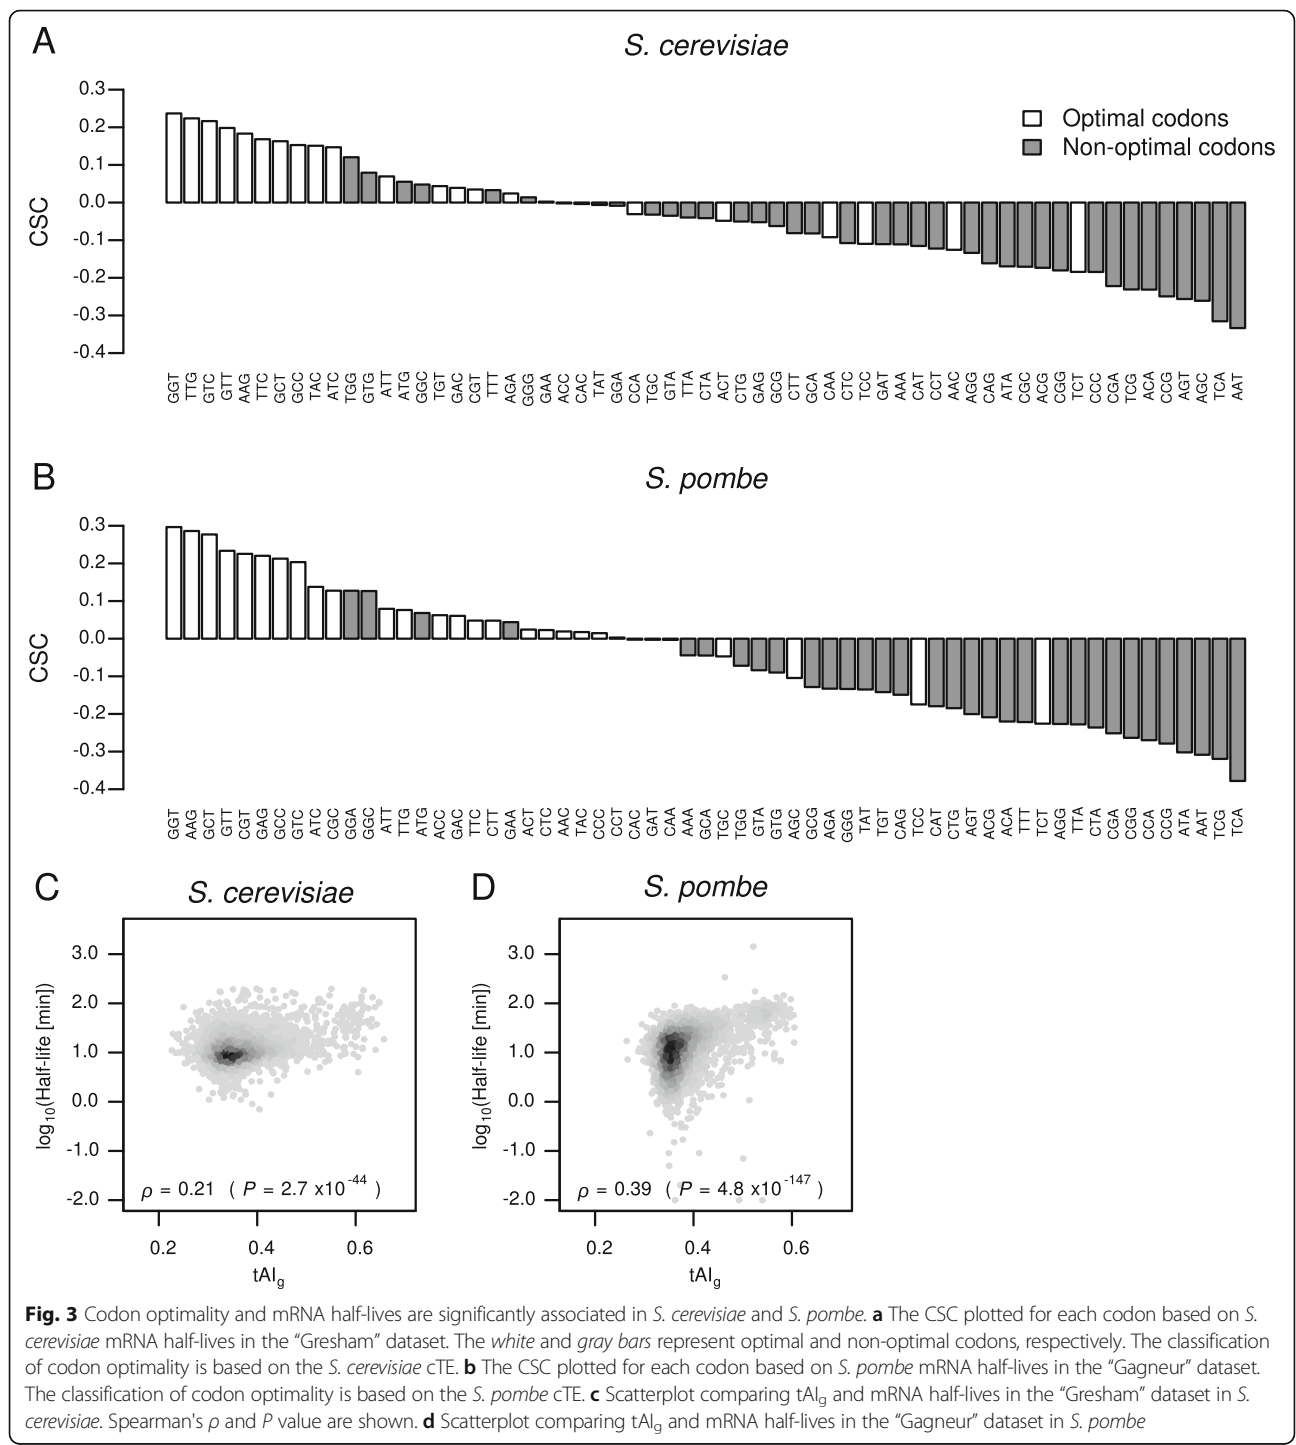 A
S. cerevisiae
0.3
0.2
0.1
0.0
-0.1
-0.2
-0.3
-0.4
CSC
Optimal codons
Non-optimal codons
GGT TTG GTC GTT AAG TTC GCT GCC TAC ATC TGG GTG ATT ATG GGC TGT GAC CGT TTT AGA GGG GAA ACC CAC TAT GGA CCA TGC GTA TTA CTA ACT CTG GAG GCG CTT GCA CAA CTC TCC GAT AAA CAT CCT AAC AGG CAG ATA CGC ACG CGG TCT CCC CGA TCG ACA CCG AGT AGC TCA AAT
B
S. pombe
0.3
0.2
0.1
0.0
-0.1
-0.2
-0.3
-0.4
CSC
GGT AAG GCT GTT CGT GAG GCC GTC ATC CGC GGA GGC ATT TTG ATG ACC GAC TTC CTT GAA ACT CTC AAC TAC CCC CCT CAC GAT CAA AAA GCA TGC TGG GTA GTG AGC GCG AGA GGG TAT TGT CAG TCC CAT CTG AGT ACG ACA TTT TCT AGG TTA CTA CGA CGG CCA CCG ATA AAT TCG TCA
C
S. cerevisiae
3.0
2.0
1.0
0.0
-1.0
-2.0
log10(Half-life [min])
ρ = 0.21 ( P = 2.7 x10-44 )
0.2 0.4 0.6
tAIg
D
S. pombe
3.0
2.0
1.0
0.0
-1.0
-2.0
log10(Half-life [min])
ρ = 0.39 ( P = 4.8 x10-147 )
0.2 0.4 0.6
tAIg
Fig. 3 Codon optimality and mRNA half-lives are significantly associated in S. cerevisiae and S. pombe. a The CSC plotted for each codon based on S.
cerevisiae mRNA half-lives in the “Gresham” dataset. The white and gray bars represent optimal and non-optimal codons, respectively. The classification
of codon optimality is based on the S. cerevisiae cTE. b The CSC plotted for each codon based on S. pombe mRNA half-lives in the “Gagneur” dataset.
The classification of codon optimality is based on the S. pombe cTE. c Scatterplot comparing tAIg and mRNA half-lives in the “Gresham” dataset in S.
cerevisiae. Spearman's ρ and P value are shown. d Scatterplot comparing tAIg and mRNA half-lives in the “Gagneur” dataset in S. pombe